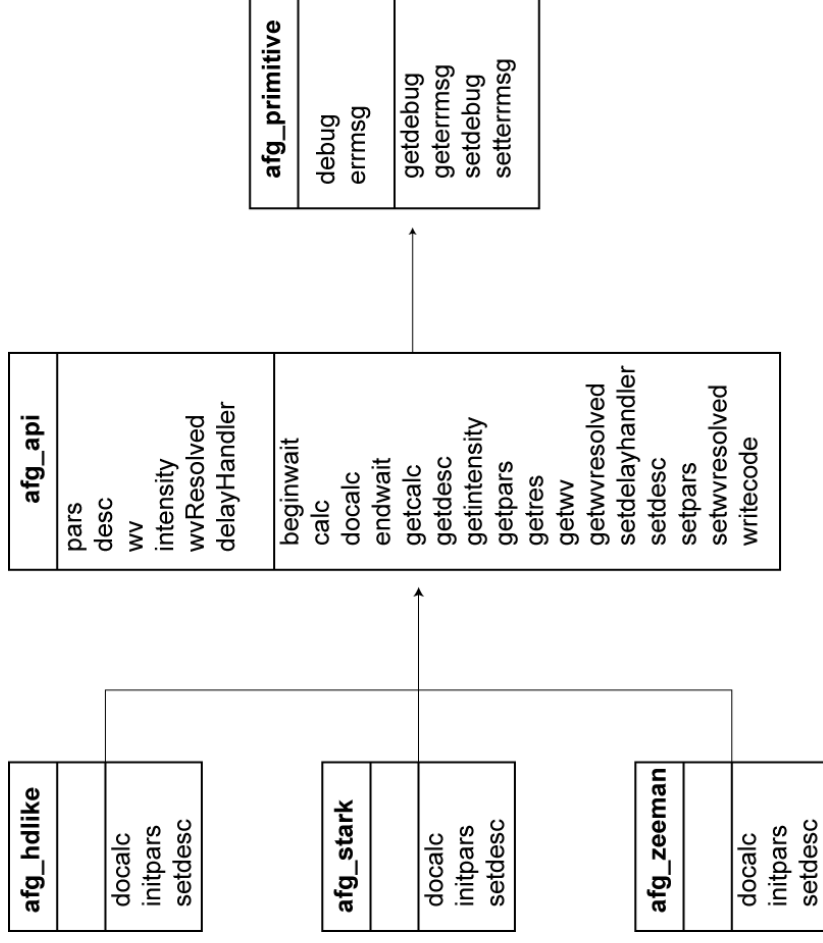 afg_primitive
debug
errmsg
getdebug
geterrmsg
setdebug
setterrmsg
afg_api
pars
desc
wv
intensity
wvResolved
delayHandler
beginwait
calc
docalc
endwait
getcalc
getdesc
getintensity
getpars
getres
getwv
getwvresolved
setdelayhandler
setdesc
setpars
setwvresolved
writecode
afg_hdlike
docalc
initpars
setdesc
afg_stark
docalc
initpars
setdesc
afg_zeeman
docalc
initpars
setdesc